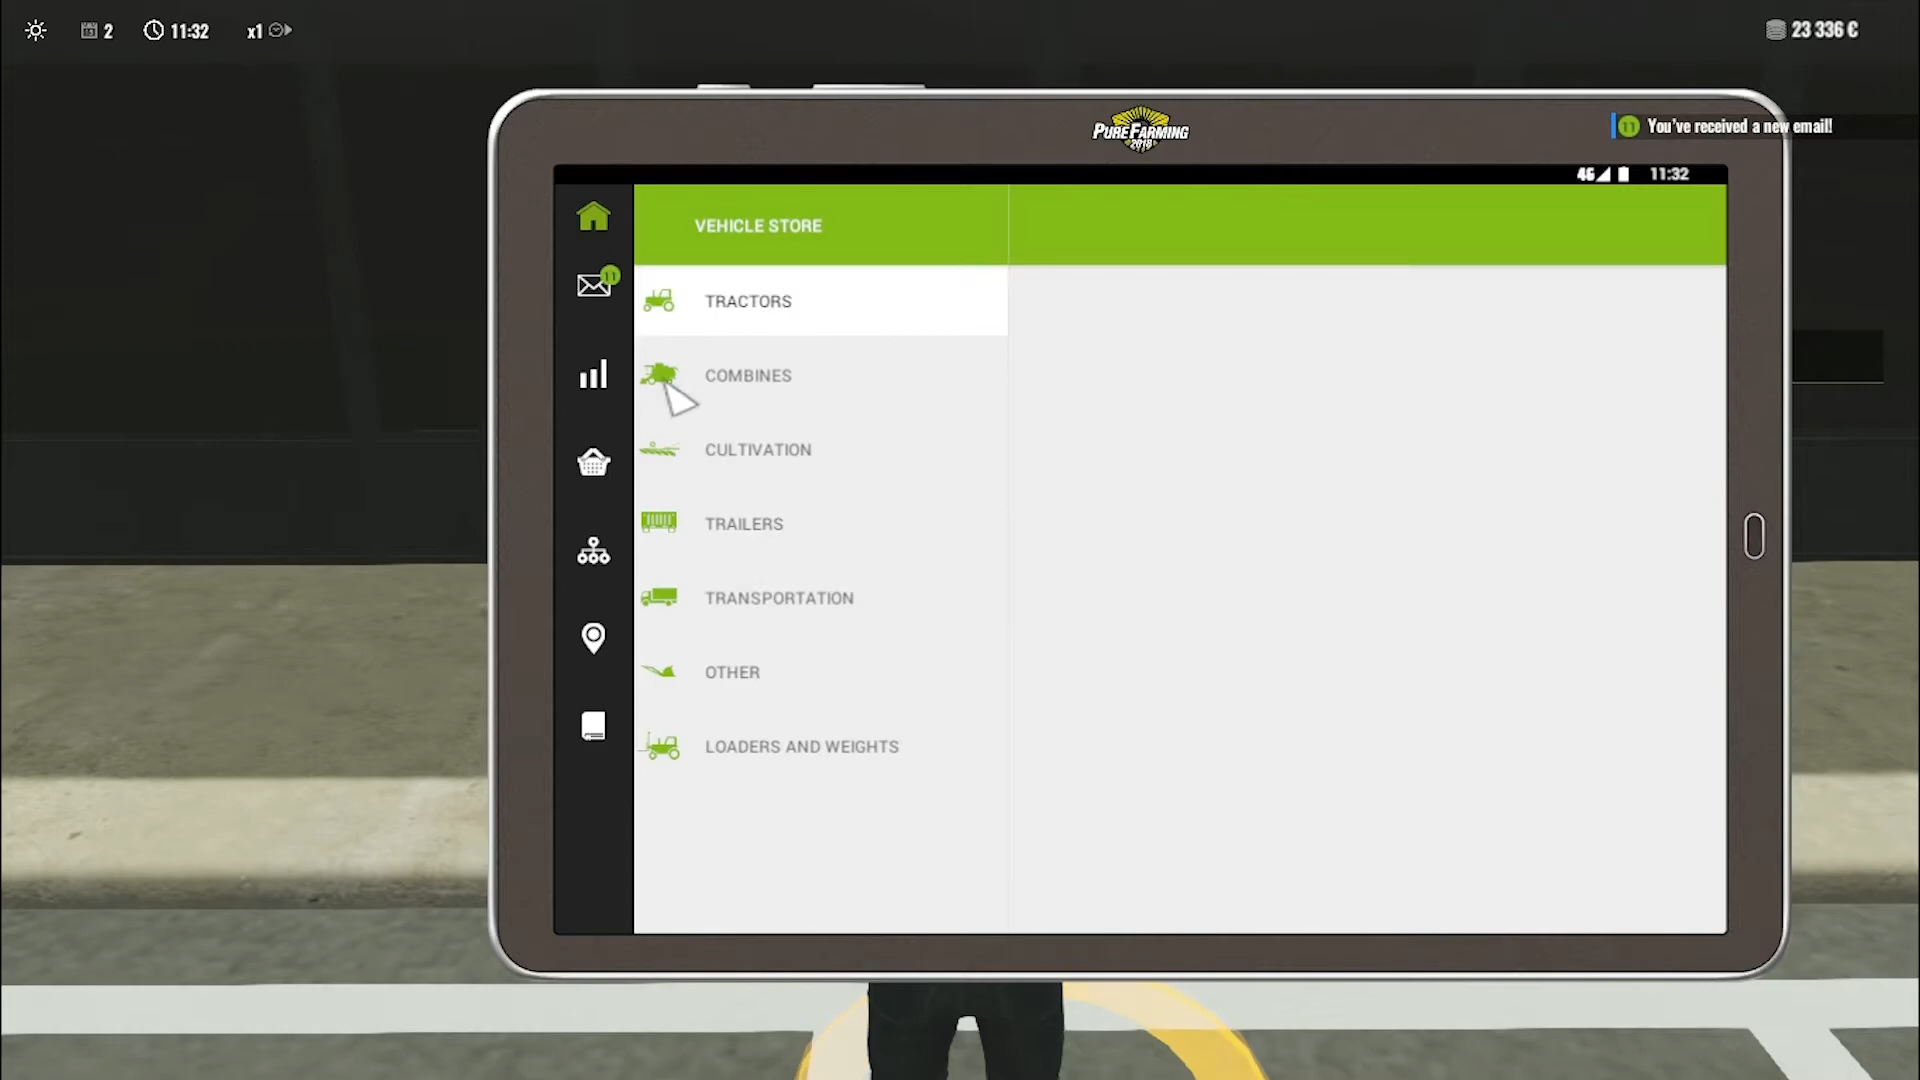 2
11:32
x1
23 336 €
PURE FARMING
2018
11 You've received a new email!
4G 11:32
VEHICLE STORE
11
TRACTORS
COMBINES
CULTIVATION
TRAILERS
TRANSPORTATION
OTHER
LOADERS AND WEIGHTS